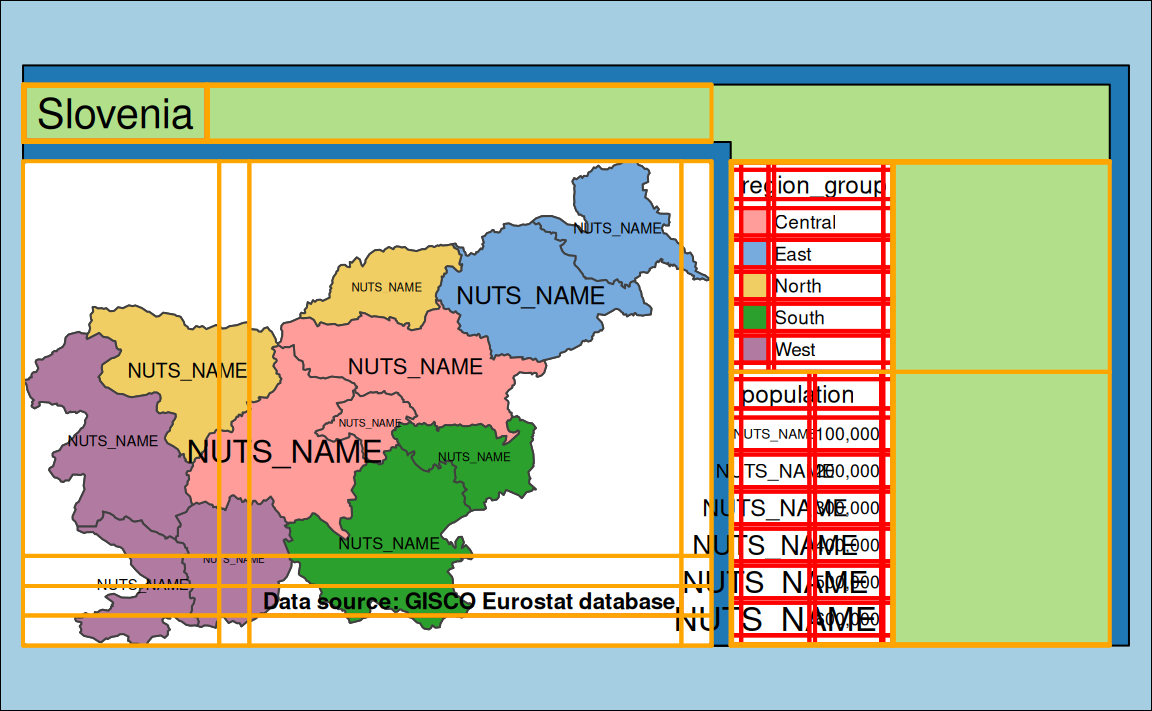 Slovenia
NUTS_NAME
NUTS_NAME
NUTS_NAME
NUTS_NAME
NUTS_NAME
NUTS_NAME
NUTS_NAME
NUTS_NAME
NUTS_NAME
NUTS_NAME
NUTS_NAME
NUTS_NAME
Data source: GISCO Eurostat database
region_group
Central
East
North
South
West
population
NUTS_NAME 100,000
NUTS_NAME 200,000
NUTS_NAME 300,000
NUTS_NAME 400,000
NUTS_NAME 500,000
NUTS_NAME 600,000